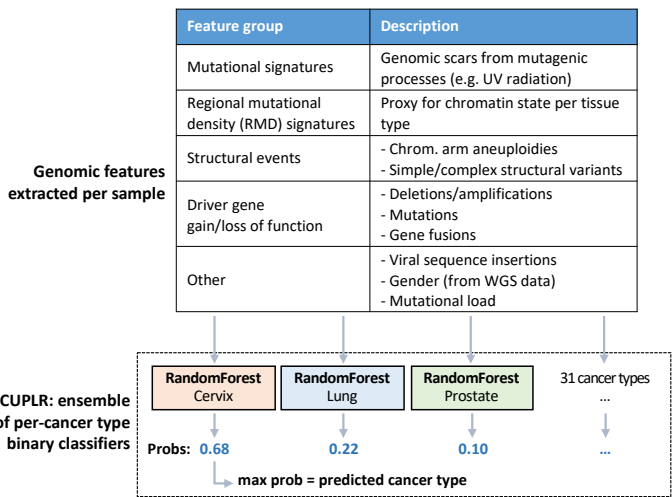 Feature group
Description
Mutational signatures
Genomic scars from mutagenic
processes (e.g. UV radiation)
Regional mutational
density (RMD) signatures
Proxy for chromatin state per tissue
type
Structural events
- Chrom. arm aneuploidies
- Simple/complex structural variants
Genomic features
extracted per sample
Driver gene
gain/loss of function
- Deletions/amplifications
- Mutations
- Gene fusions
Other
- Viral sequence insertions
- Gender (from WGS data)
- Mutational load
CUPLR: ensemble
of per-cancer type
binary classifiers
RandomForest
Cervix
RandomForest
Lung
RandomForest
Prostate
31 cancer types
...
Probs: 0.68
0.22
0.10
...
max prob = predicted cancer type